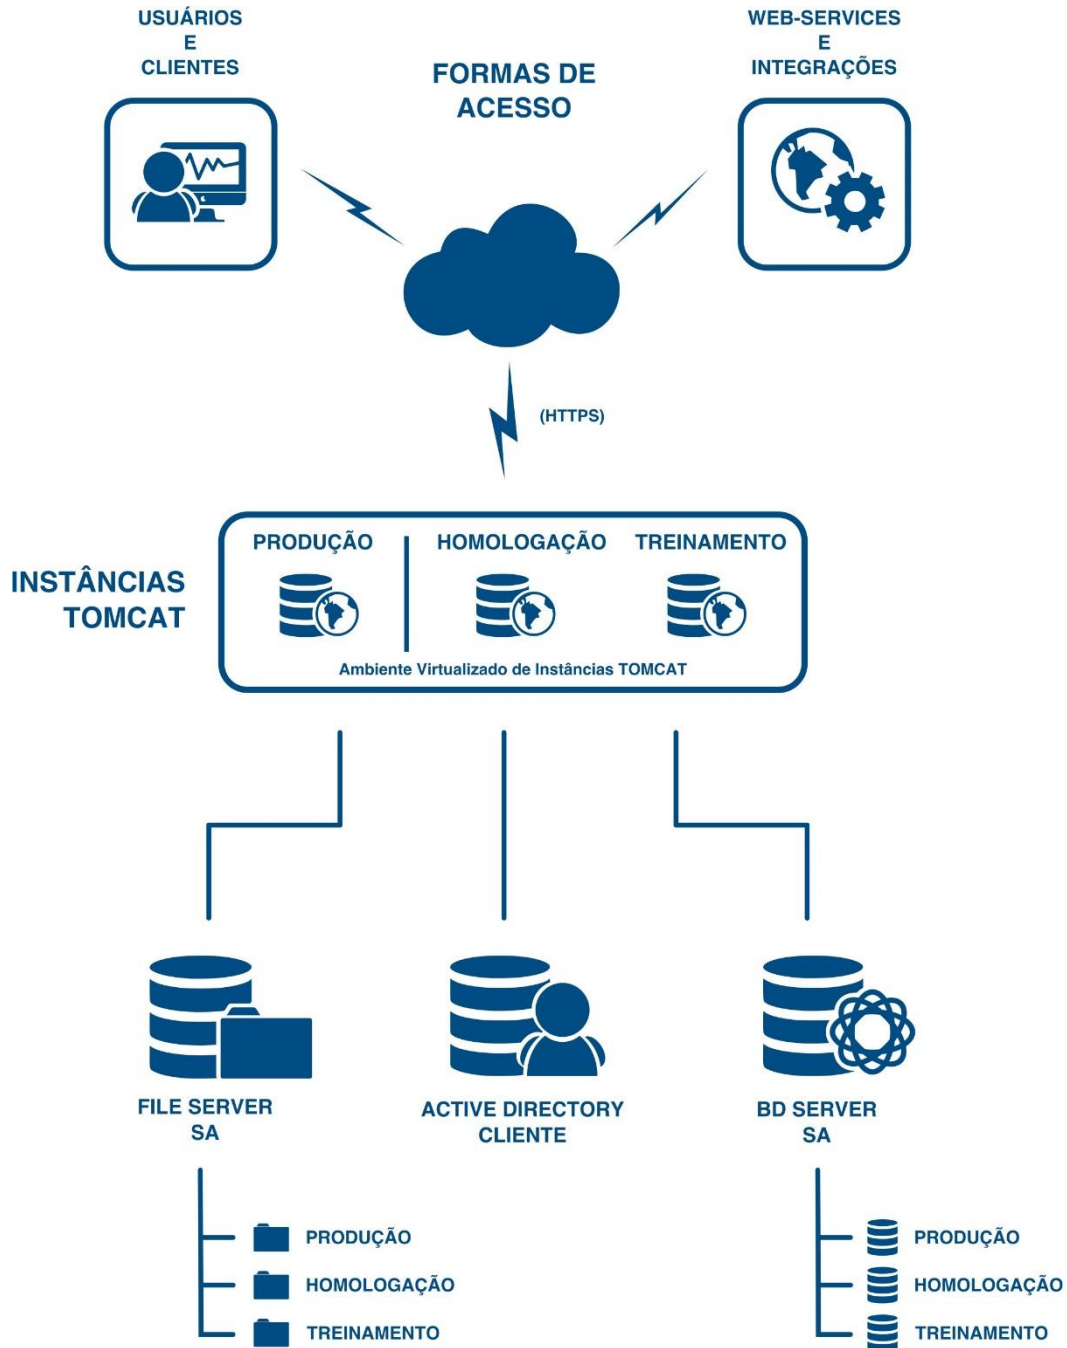 USUÁRIOS
E
CLIENTES
FORMAS DE
ACESSO
WEB-SERVICES
E
INTEGRAÇÕES
(HTTPS)
INSTÂNCIAS
TOMCAT
PRODUÇÃO
HOMOLOGAÇÃO
TREINAMENTO
Ambiente Virtualizado de Instâncias TOMCAT
FILE SERVER
SA
ACTIVE DIRECTORY
CLIENTE
BD SERVER
SA
PRODUÇÃO
HOMOLOGAÇÃO
TREINAMENTO
PRODUÇÃO
HOMOLOGAÇÃO
TREINAMENTO